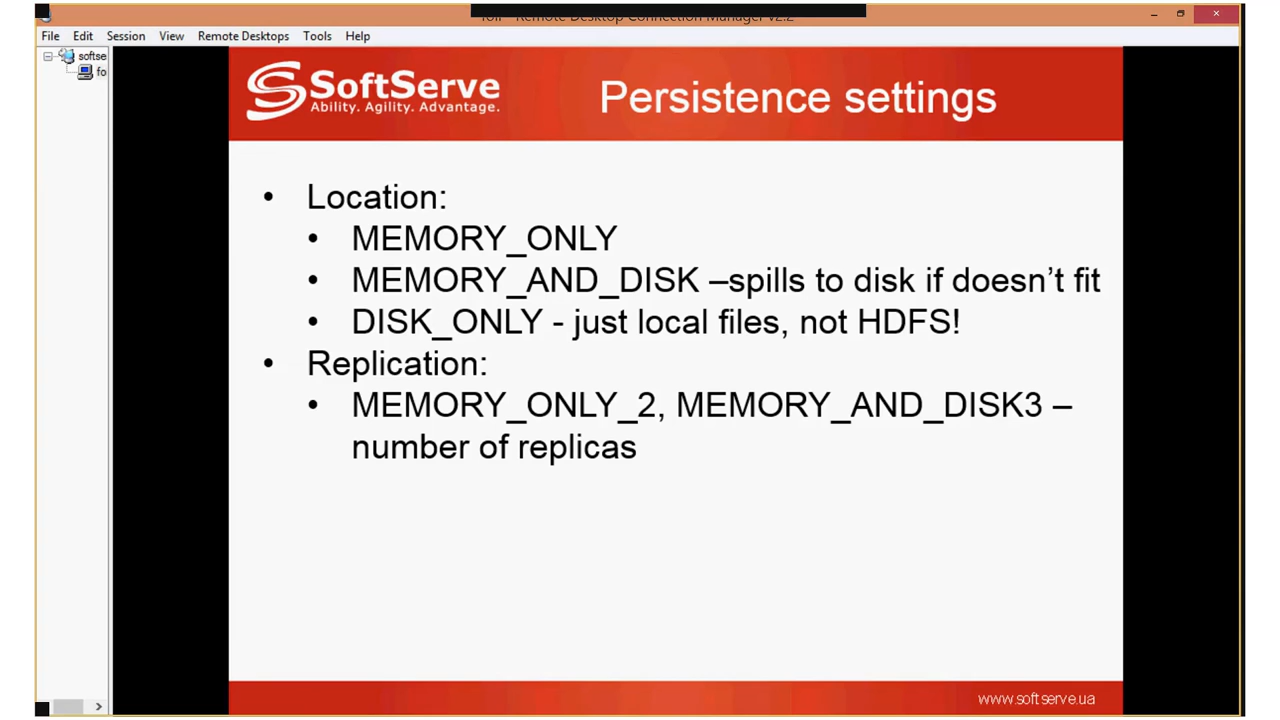 File Edit Session View Remote Desktops Tools Help
softse
fo
SoftServe
Ability. Agility. Advantage.
Persistence settings
• Location:
• MEMORY_ONLY
• MEMORY_AND_DISK –spills to disk if doesn’t fit
• DISK_ONLY - just local files, not HDFS!
• Replication:
• MEMORY_ONLY_2, MEMORY_AND_DISK3 –
number of replicas
www.softserve.ua